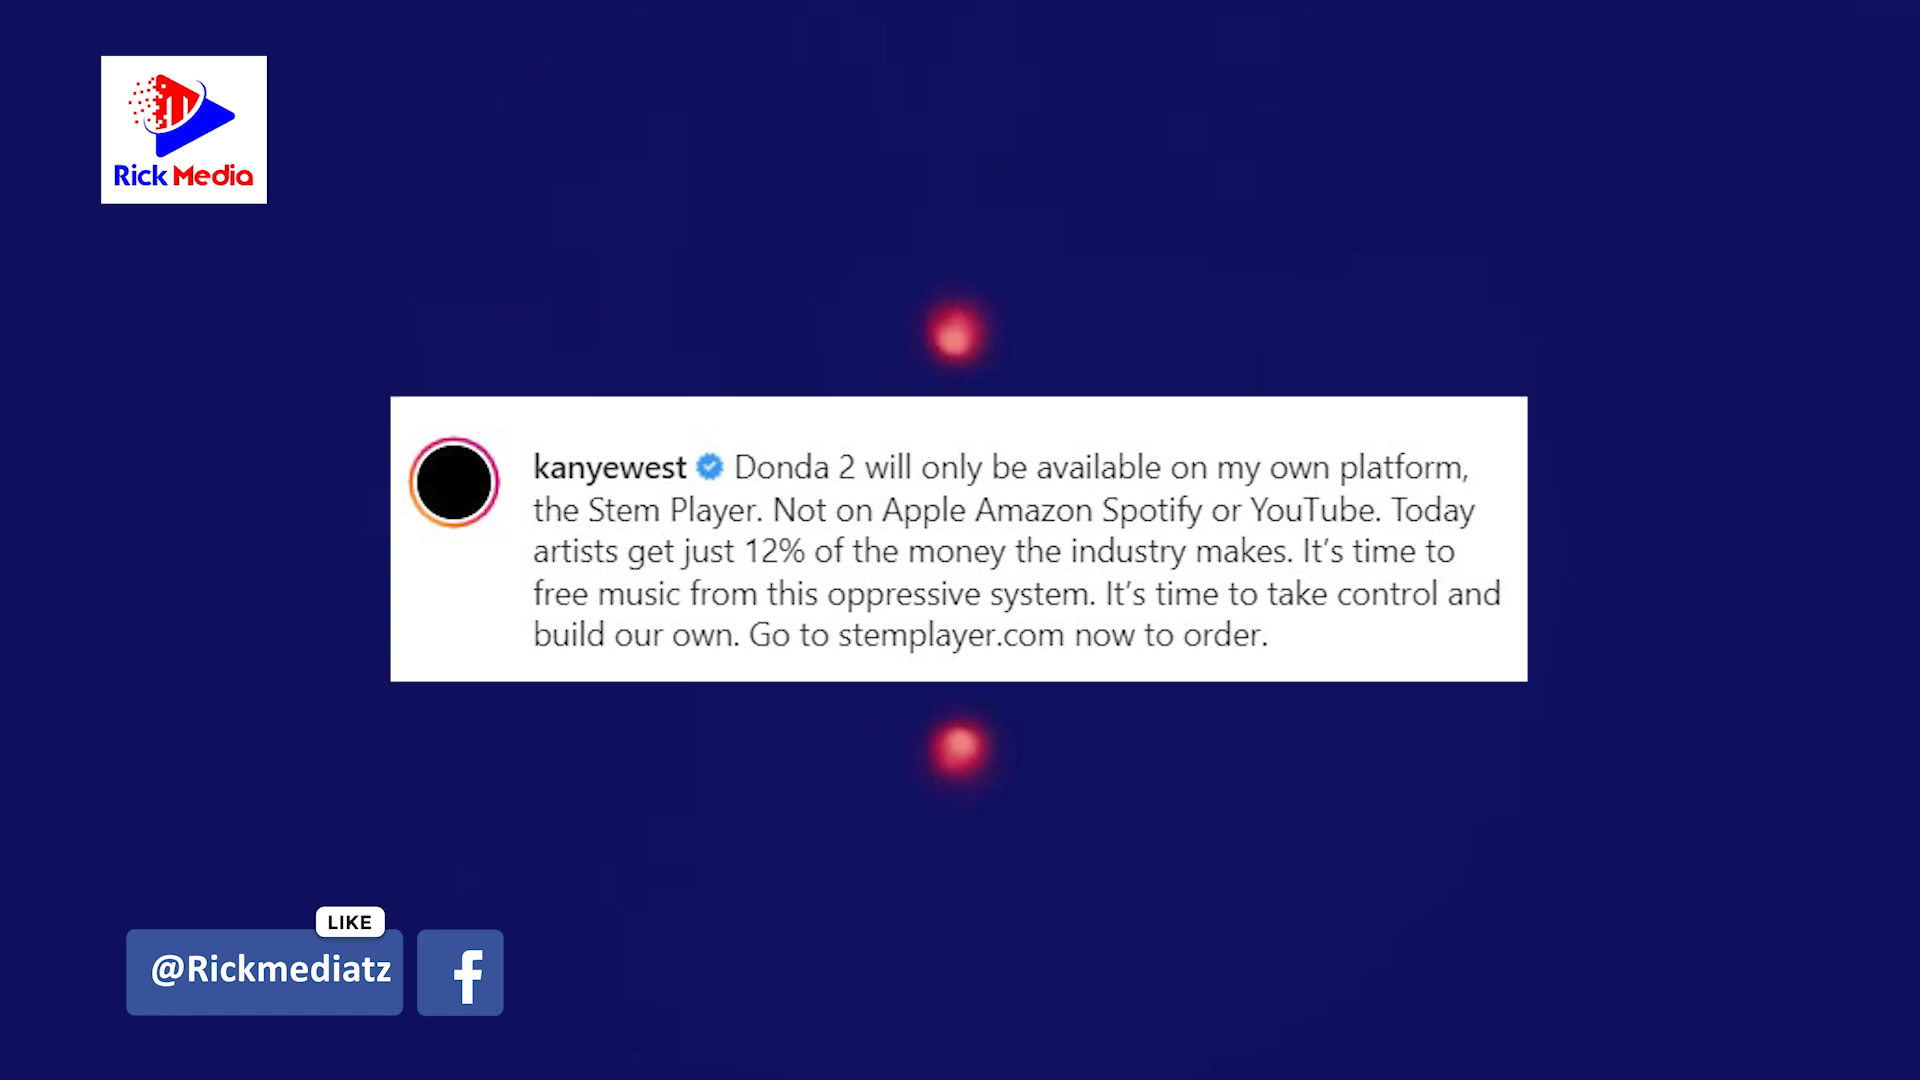 Rick Media
kanyewest Donda 2 will only be available on my own platform,
the Stem Player. Not on Apple Amazon Spotify or YouTube. Today
artists get just 12% of the money the industry makes. It’s time to
free music from this oppressive system. It’s time to take control and
build our own. Go to stemplayer.com now to order.
LIKE
@Rickmediatz